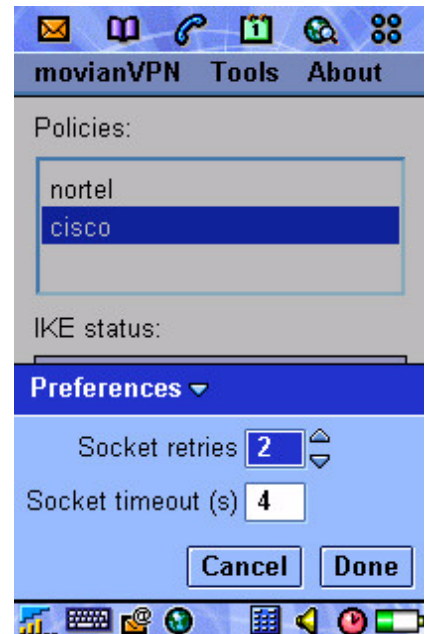 movianVPN Tools About
Policies:
nortel
cisco
IKE status:
Preferences
Socket retries 2
Socket timeout (s) 4
Cancel Done